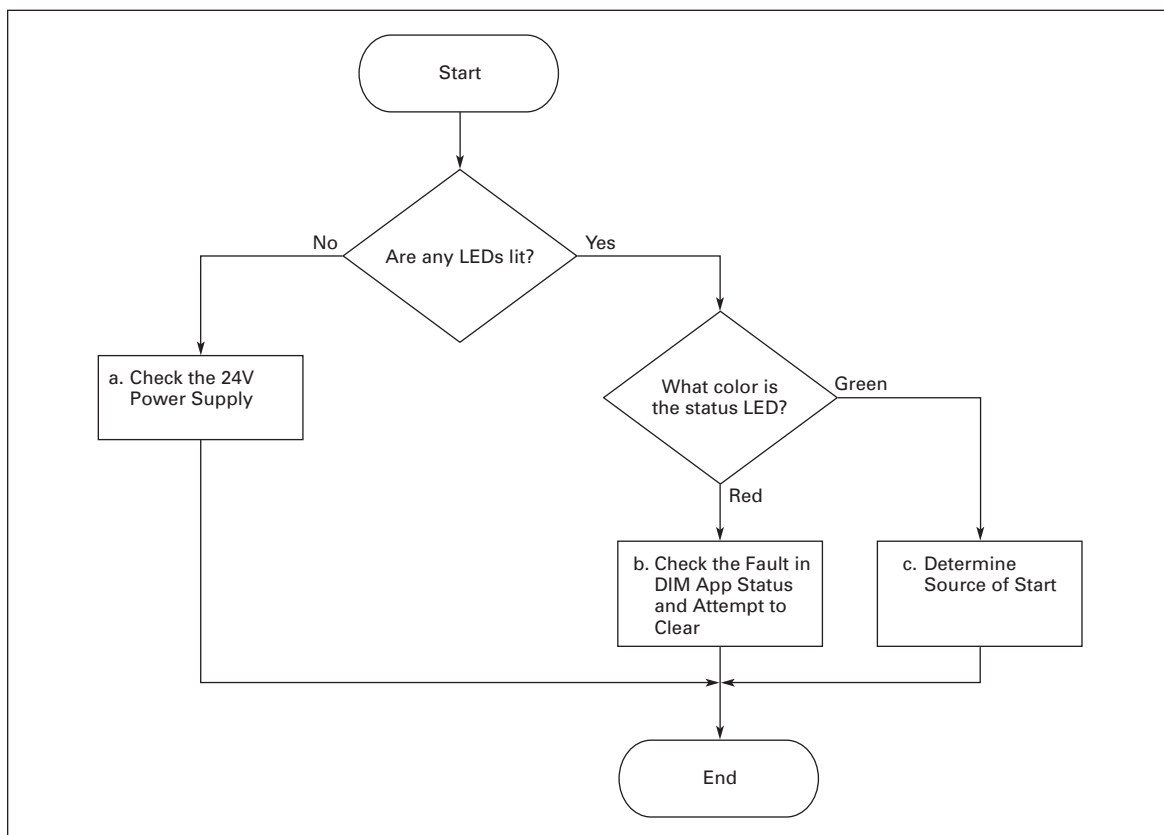 Start
Are any LEDs lit?
No
Yes
a. Check the 24V
Power Supply
What color is
the status LED?
Green
Red
b. Check the Fault in
DIM App Status
and Attempt to
Clear
c. Determine
Source of Start
End